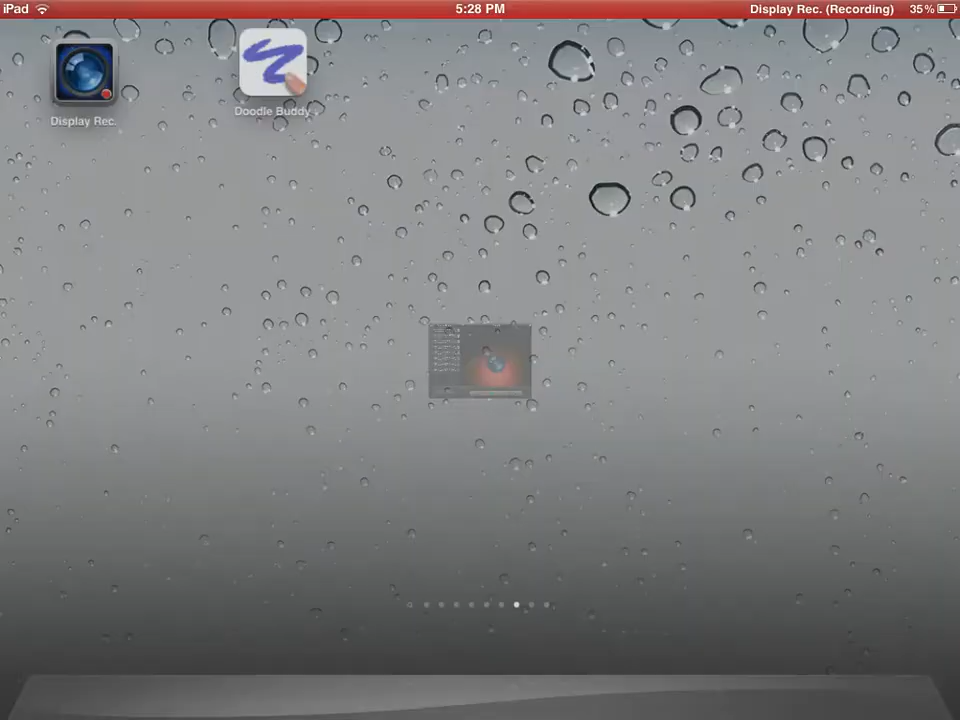 iPad 5:28 PM Display Rec. (Recording) 35%
Display Rec. Doodle Buddy